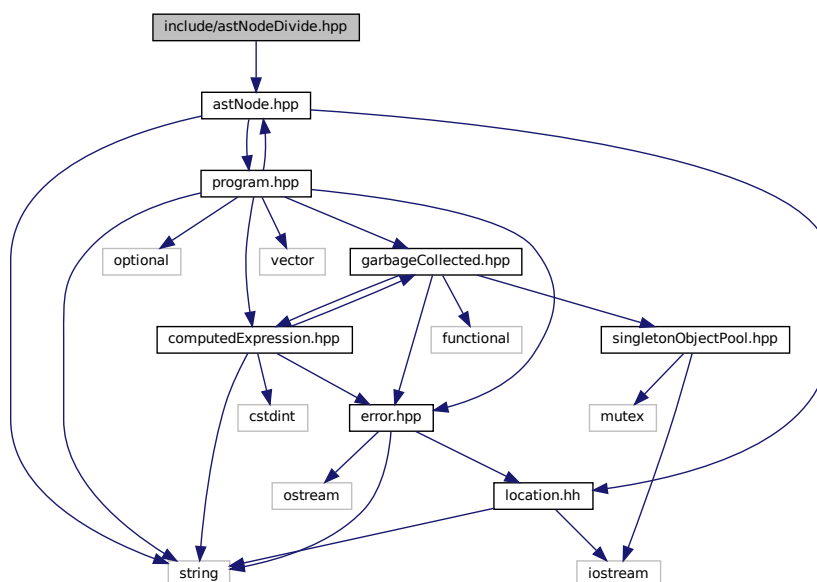 include/astNodeDivide.hpp
astNode.hpp
program.hpp
optional
vector
garbageCollected.hpp
computedExpression.hpp
functional
singletonObjectPool.hpp
cstdint
error.hpp
mutex
ostream
location.hh
string
iostream